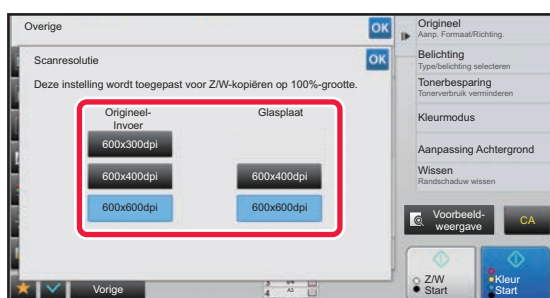 Overige
OK
Scanresolutie
OK
Deze instelling wordt toegepast voor Z/W-kopiëren op 100%-grootte.
Origineel-
Invoer
Glasplaat
600x300dpi
600x400dpi
600x400dpi
600x600dpi
600x600dpi
Vorige
A3
4
Origineel
Aanp. Formaat/Richting.
Belichting
Type/belichting selecteren
Tonerbesparing
Tonerverbruik verminderen
Kleurmodus
Aanpassing Achtergrond
Wissen
Randschaduw wissen
Voorbeeld-
weergave
CA
Z/W
Start
Kleur
Start